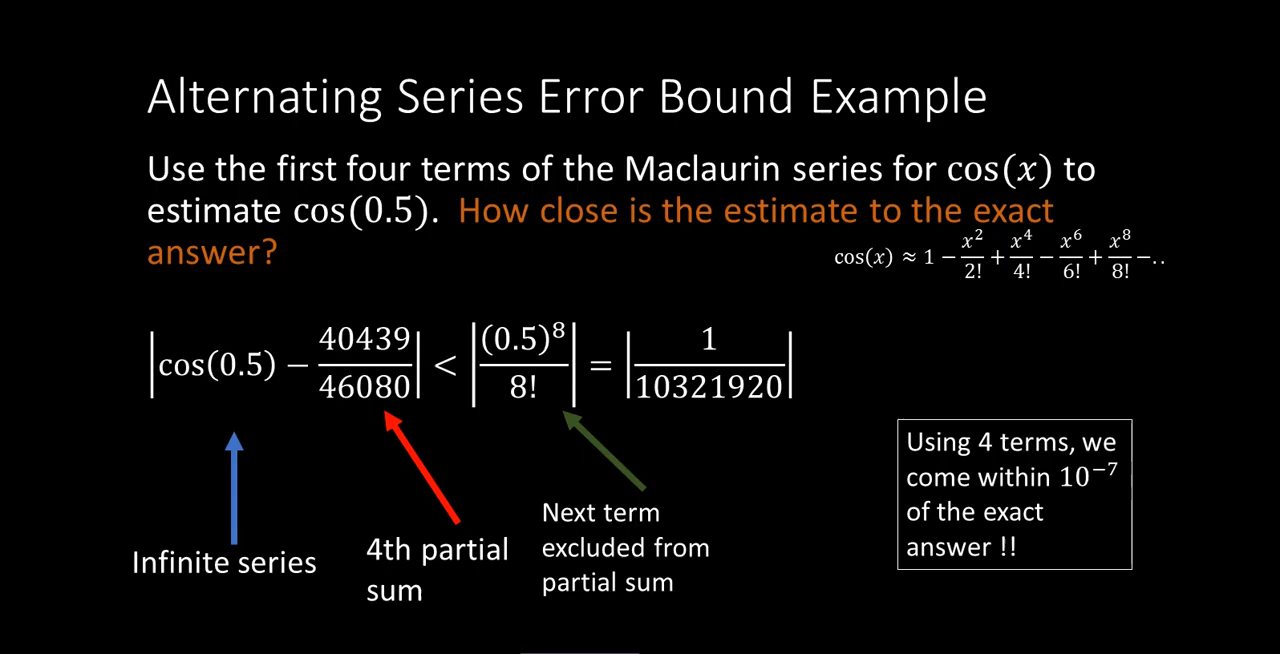 Alternating Series Error Bound Example
Use the first four terms of the Maclaurin series for cos(x) to
estimate cos(0.5). How close is the estimate to the exact
answer?
cos(x) ≈ 1 − x²/2! + x⁴/4! − x⁶/6! + x⁸/8! −..
|cos(0.5) − 40439/46080| < |(0.5)⁸/8!| = |1/10321920|
Using 4 terms, we
come within 10⁻⁷
of the exact
answer !!
Infinite series
4th partial
sum
Next term
excluded from
partial sum